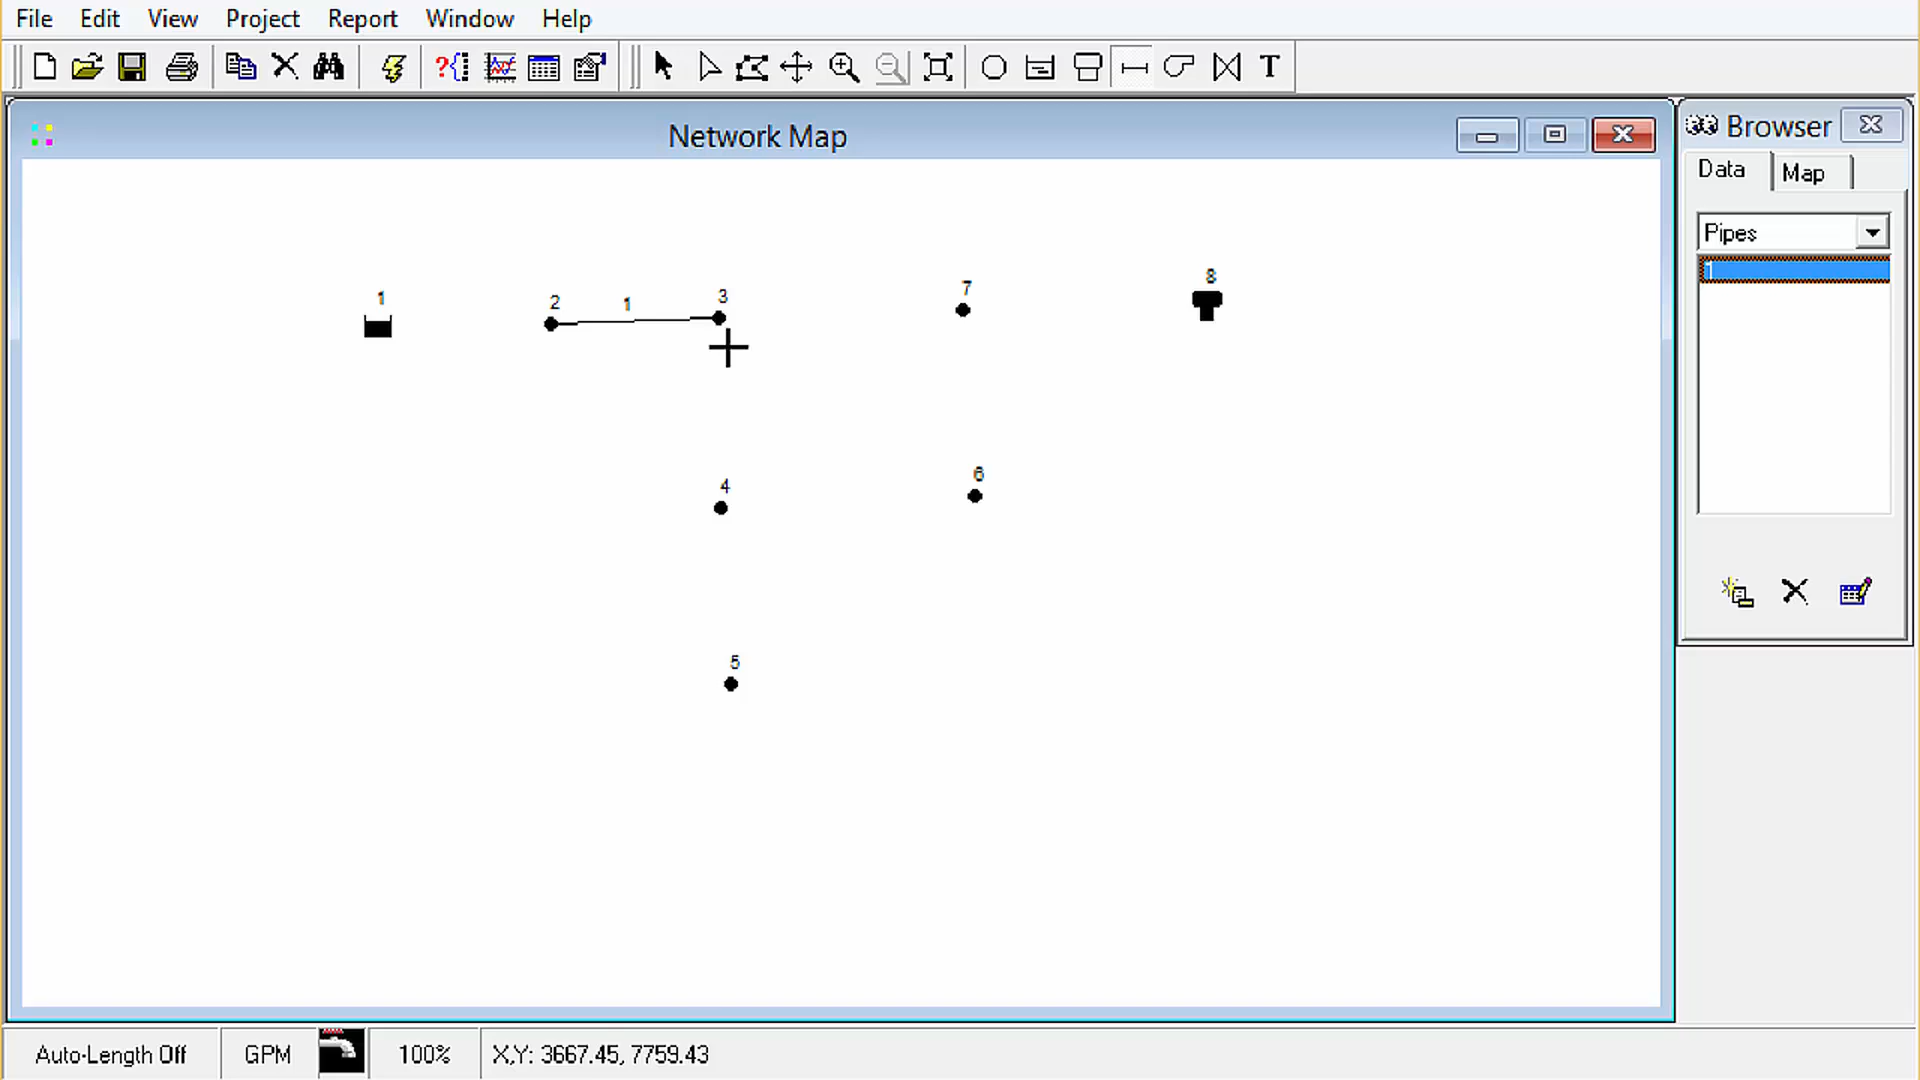 File Edit View Project Report Window Help
?{ T
Network Map
Browser
Data Map
Pipes
1
8
7
3
2 1
1
6
4
5
Auto-Length Off GPM 100% X,Y: 3667.45, 7759.43